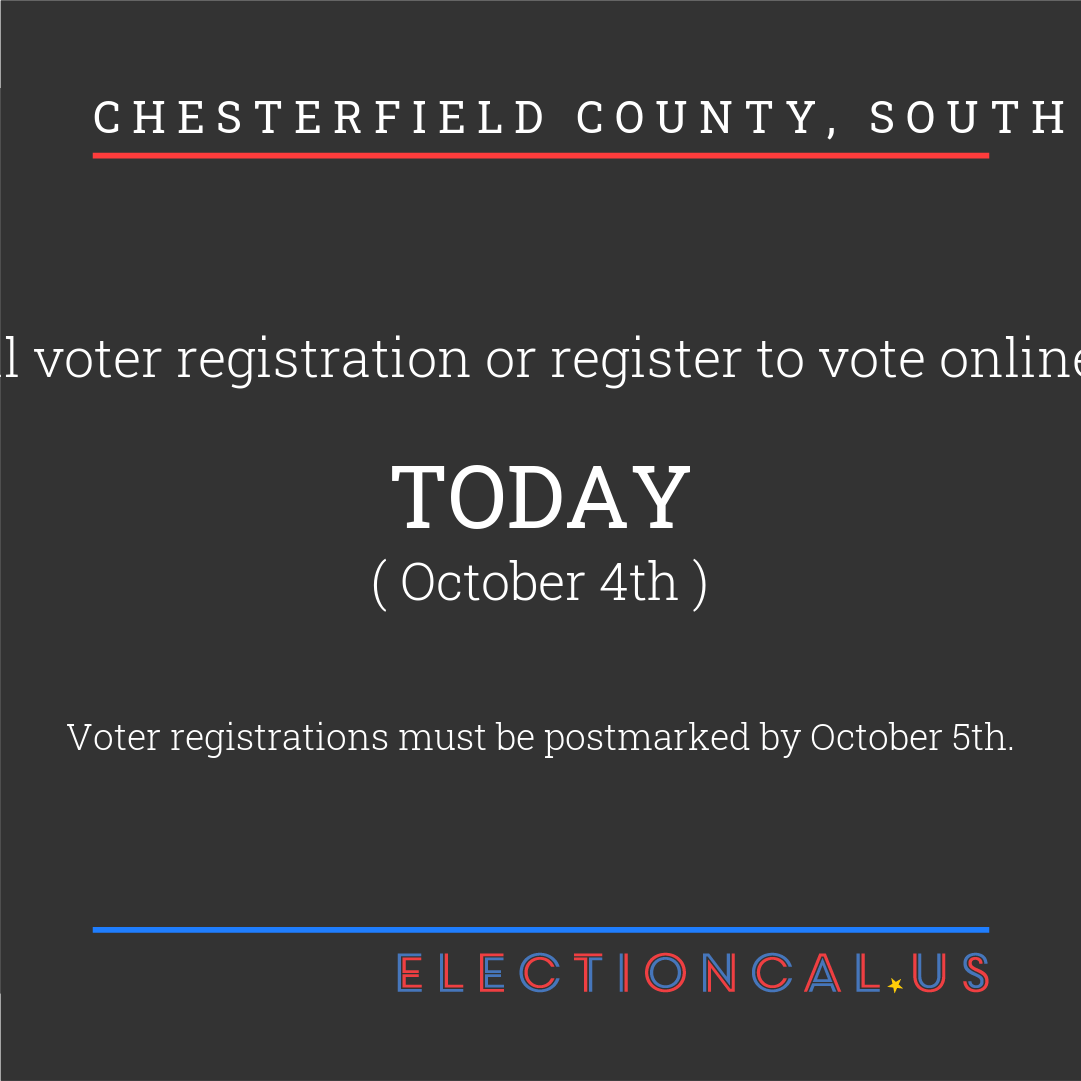 CHESTERFIELD COUNTY, SOUTH
l voter registration or register to vote online
TODAY
( October 4th )
Voter registrations must be postmarked by October 5th.
ELECTIONCAL.US